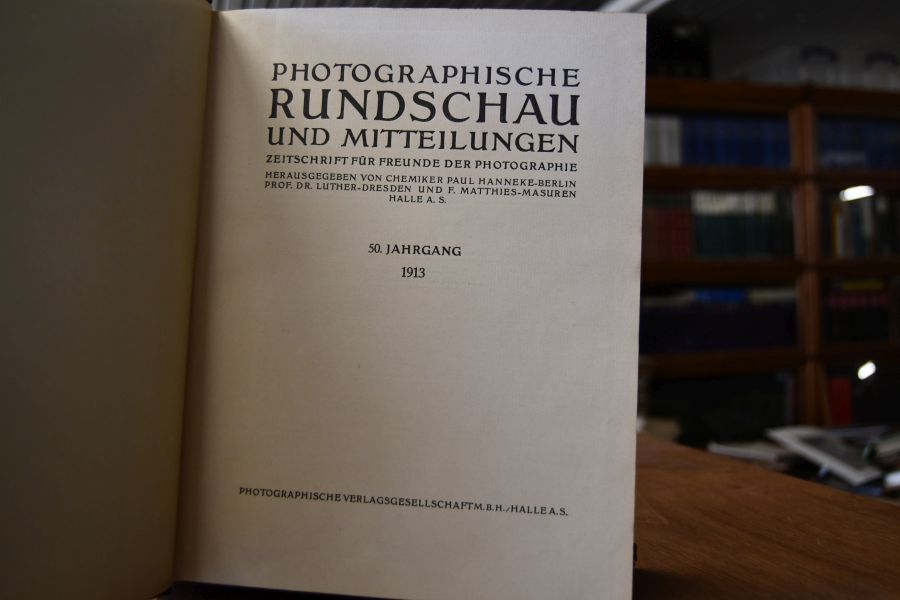 PHOTOGRAPHISCHE
RUNDSCHAU
UND MITTEILUNGEN
ZEITSCHRIFT FÜR FREUNDE DER PHOTOGRAPHIE
HERAUSGEGEBEN VON CHEMIKER PAUL HANNEKE-BERLIN
PROF. DR. LUTHER-DRESDEN UND F. MATTHIES-MASUREN
HALLE A. S.
50. JAHRGANG
1913
PHOTOGRAPHISCHE VERLAGSGESELLSCHAFT M. B. H. / HALLE A. S.